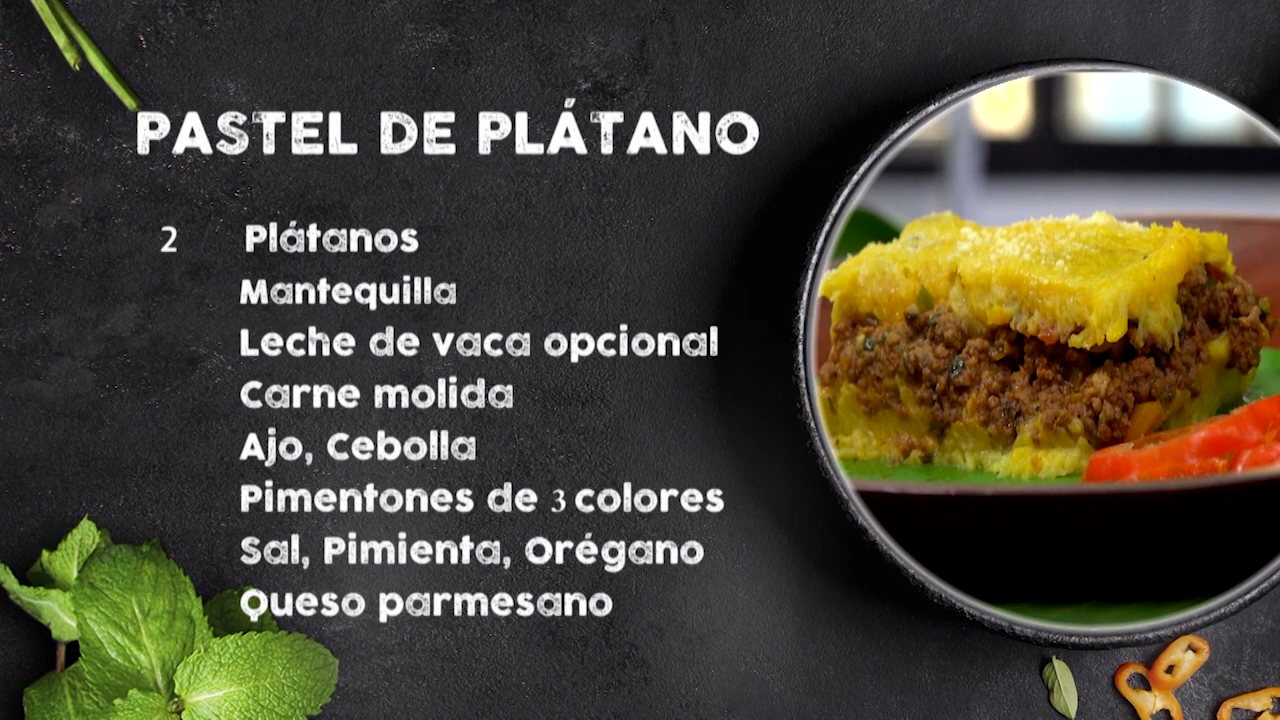 PASTEL DE PLÁTANO
2 Plátanos
Mantequilla
Leche de vaca opcional
Carne molida
Ajo, Cebolla
Pimentones de 3 colores
Sal, Pimienta, Orégano
Queso parmesano